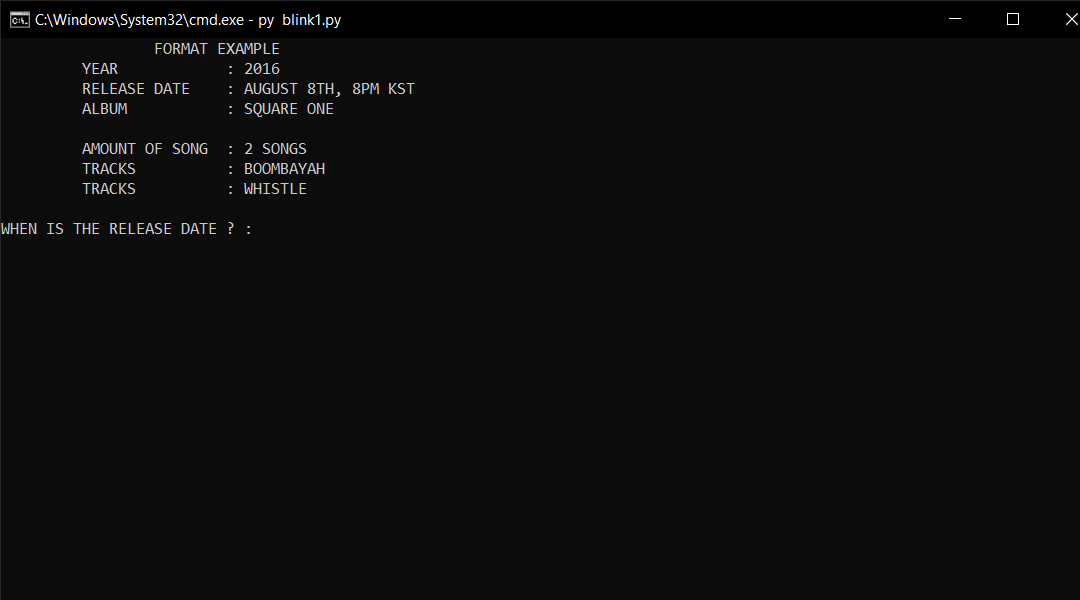 C:\Windows\System32\cmd.exe - py  blink1.py
FORMAT EXAMPLE
YEAR            : 2016
RELEASE DATE    : AUGUST 8TH, 8PM KST
ALBUM           : SQUARE ONE
AMOUNT OF SONG  : 2 SONGS
TRACKS          : BOOMBAYAH
TRACKS          : WHISTLE
WHEN IS THE RELEASE DATE ? :